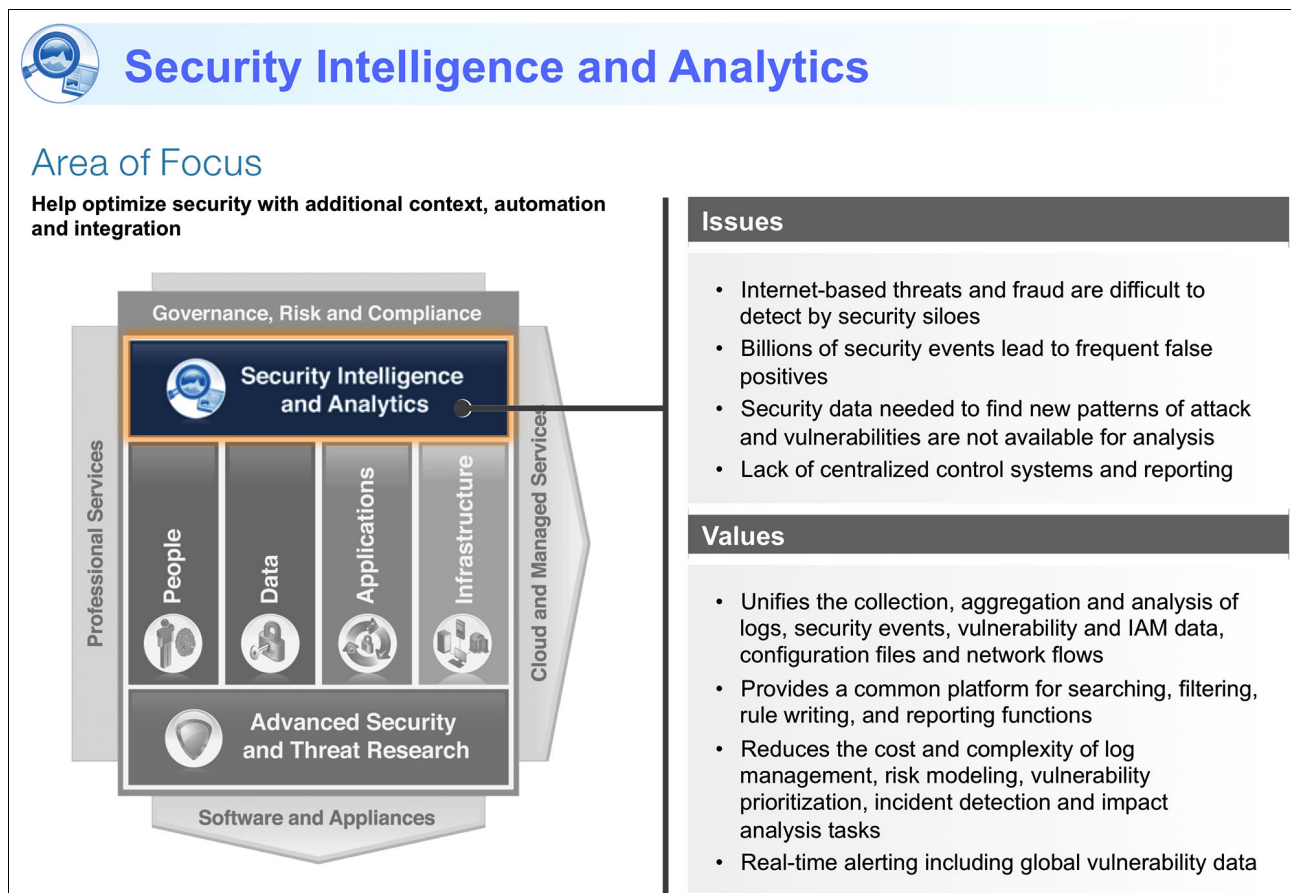 Security Intelligence and Analytics
Area of Focus
Help optimize security with additional context, automation
and integration
Governance, Risk and Compliance
Security Intelligence
and Analytics
Professional Services
People
Data
Applications
Infrastructure
Cloud and Managed Services
Advanced Security
and Threat Research
Software and Appliances
Issues
• Internet-based threats and fraud are difficult to
detect by security siloes
• Billions of security events lead to frequent false
positives
• Security data needed to find new patterns of attack
and vulnerabilities are not available for analysis
• Lack of centralized control systems and reporting
Values
• Unifies the collection, aggregation and analysis of
logs, security events, vulnerability and IAM data,
configuration files and network flows
• Provides a common platform for searching, filtering,
rule writing, and reporting functions
• Reduces the cost and complexity of log
management, risk modeling, vulnerability
prioritization, incident detection and impact
analysis tasks
• Real-time alerting including global vulnerability data